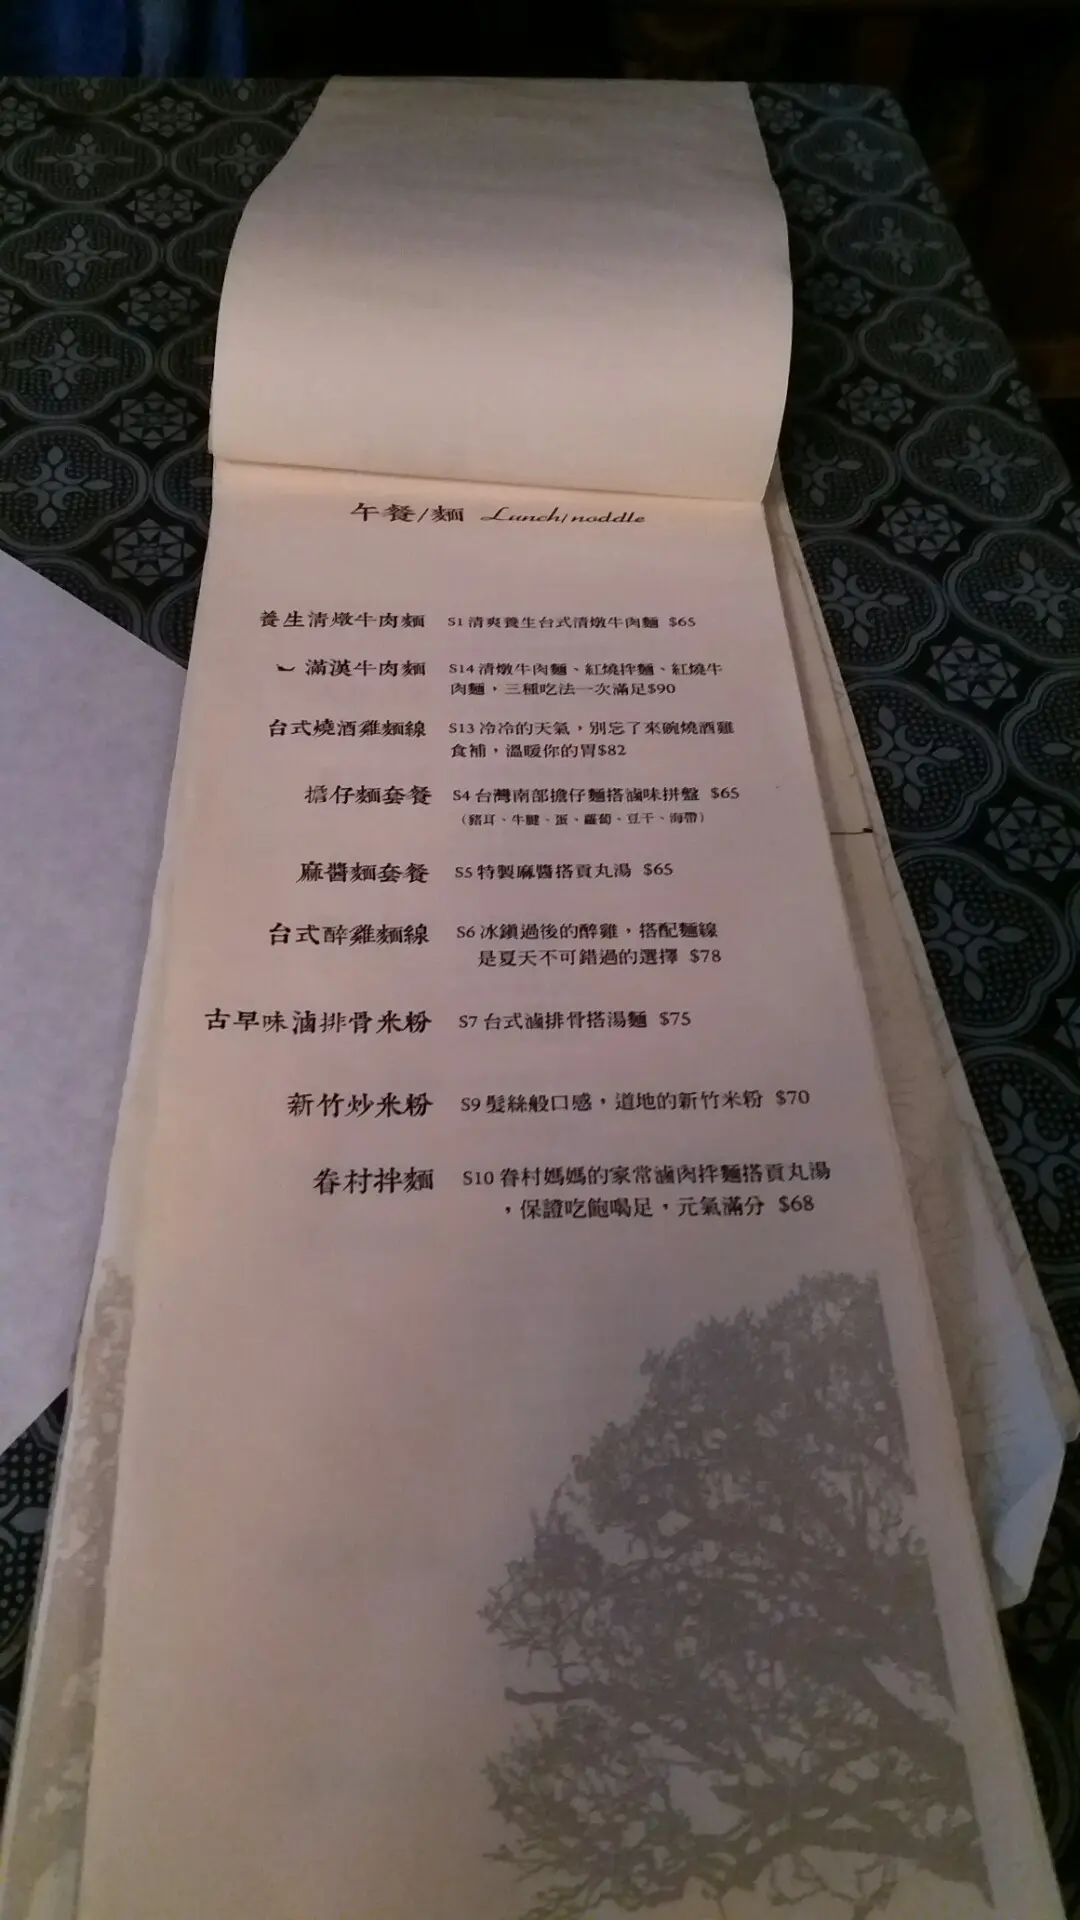 午餐/麵 Lunch/noddle
養生清燉牛肉麵 S1 清爽養生台式清燉牛肉麵 $65
滿漢牛肉麵 S14 清燉牛肉麵、紅燒拌麵、紅燒牛
肉麵，三種吃法一次滿足$90
台式燒酒雞麵線 S13 冷冷的天氣，別忘了來碗燒酒雞
食補，溫暖你的胃$82
擔仔麵套餐 S4 台灣南部擔仔麵搭滷味拼盤 $65
（豬耳、牛腱、蛋、蘿蔔、豆干、海帶）
麻醬麵套餐 S5 特製麻醬搭貢丸湯 $65
台式醉雞麵線 S6 冰鎮過後的醉雞，搭配麵線
是夏天不可錯過的選擇 $78
古早味滷排骨米粉 S7 台式滷排骨搭湯麵 $75
新竹炒米粉 S9 髮絲般口感，道地的新竹米粉 $70
眷村拌麵 S10 眷村媽媽的家常滷肉拌麵搭貢丸湯
，保證吃飽喝足，元氣滿分 $68